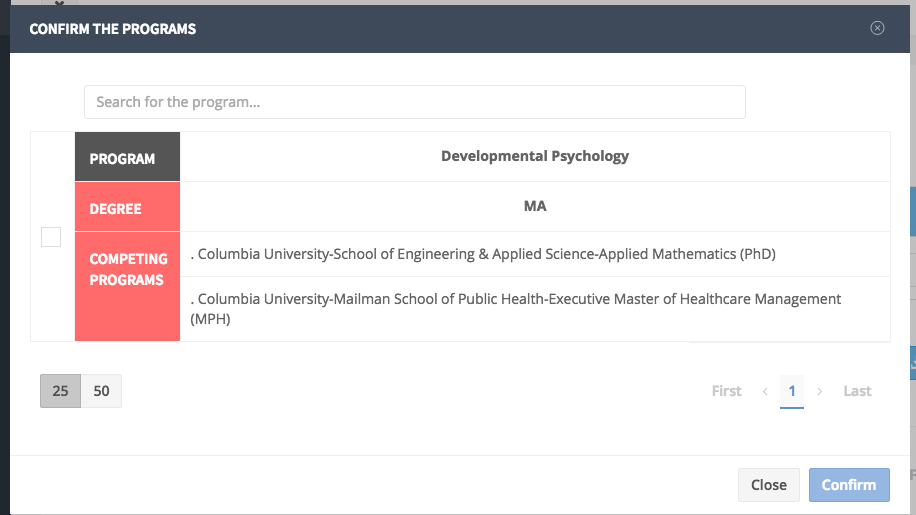 CONFIRM THE PROGRAMS
Search for the program...
PROGRAM
Developmental Psychology
DEGREE
MA
COMPETING
PROGRAMS
. Columbia University-School of Engineering & Applied Science-Applied Mathematics (PhD)
. Columbia University-Mailman School of Public Health-Executive Master of Healthcare Management
(MPH)
25 50
First < 1 > Last
Close Confirm